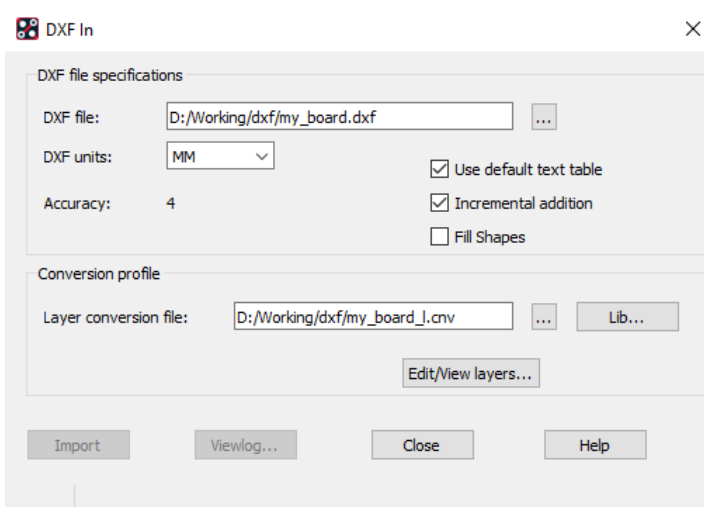 DXF In
DXF file specifications
DXF file: D:/Working/dxf/my_board.dxf ...
DXF units: MM
Use default text table
Accuracy: 4 Incremental addition
Fill Shapes
Conversion profile
Layer conversion file: D:/Working/dxf/my_board_l.cnv ... Lib...
Edit/View layers...
Import Viewlog... Close Help